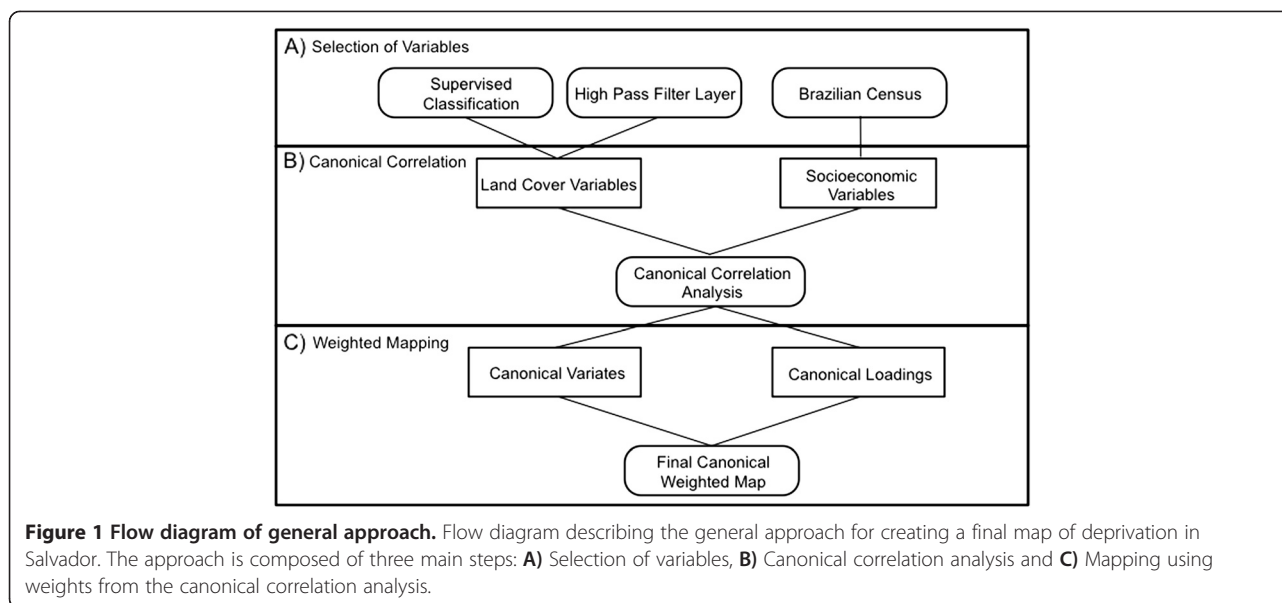 A) Selection of Variables
Supervised
Classification
High Pass Filter Layer
Brazilian Census
B) Canonical Correlation
Land Cover Variables
Socioeconomic
Variables
Canonical Correlation
Analysis
C) Weighted Mapping
Canonical Variates
Canonical Loadings
Final Canonical
Weighted Map
Figure 1 Flow diagram of general approach. Flow diagram describing the general approach for creating a final map of deprivation in
Salvador. The approach is composed of three main steps: A) Selection of variables, B) Canonical correlation analysis and C) Mapping using
weights from the canonical correlation analysis.